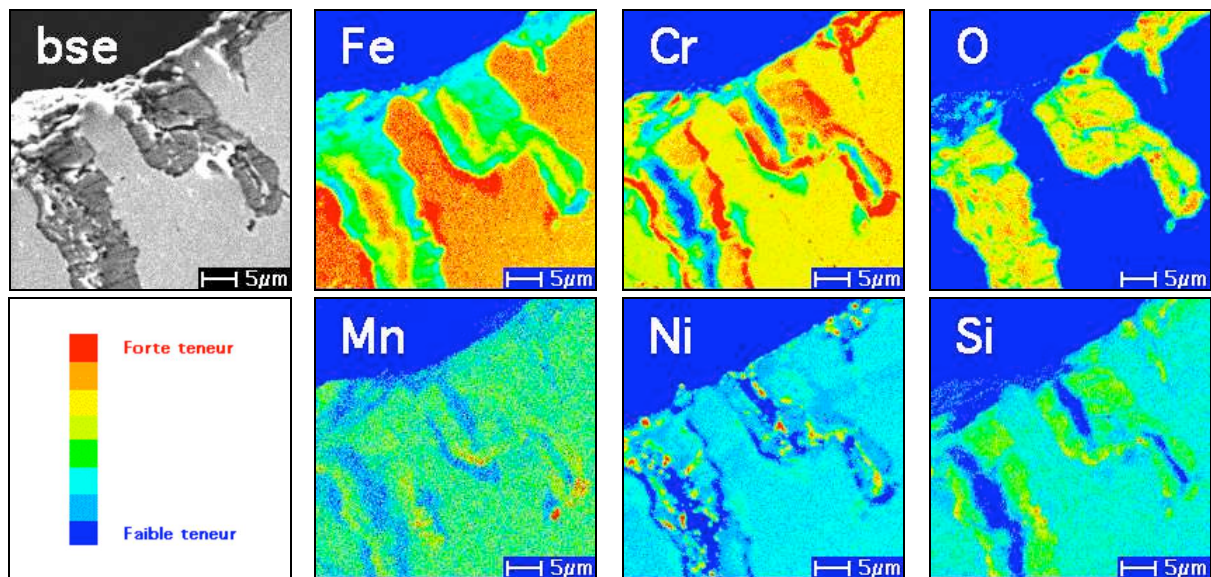 bse
5µm
Fe
5µm
Cr
5µm
O
5µm
Forte teneur
Faible teneur
Mn
5µm
Ni
5µm
Si
5µm